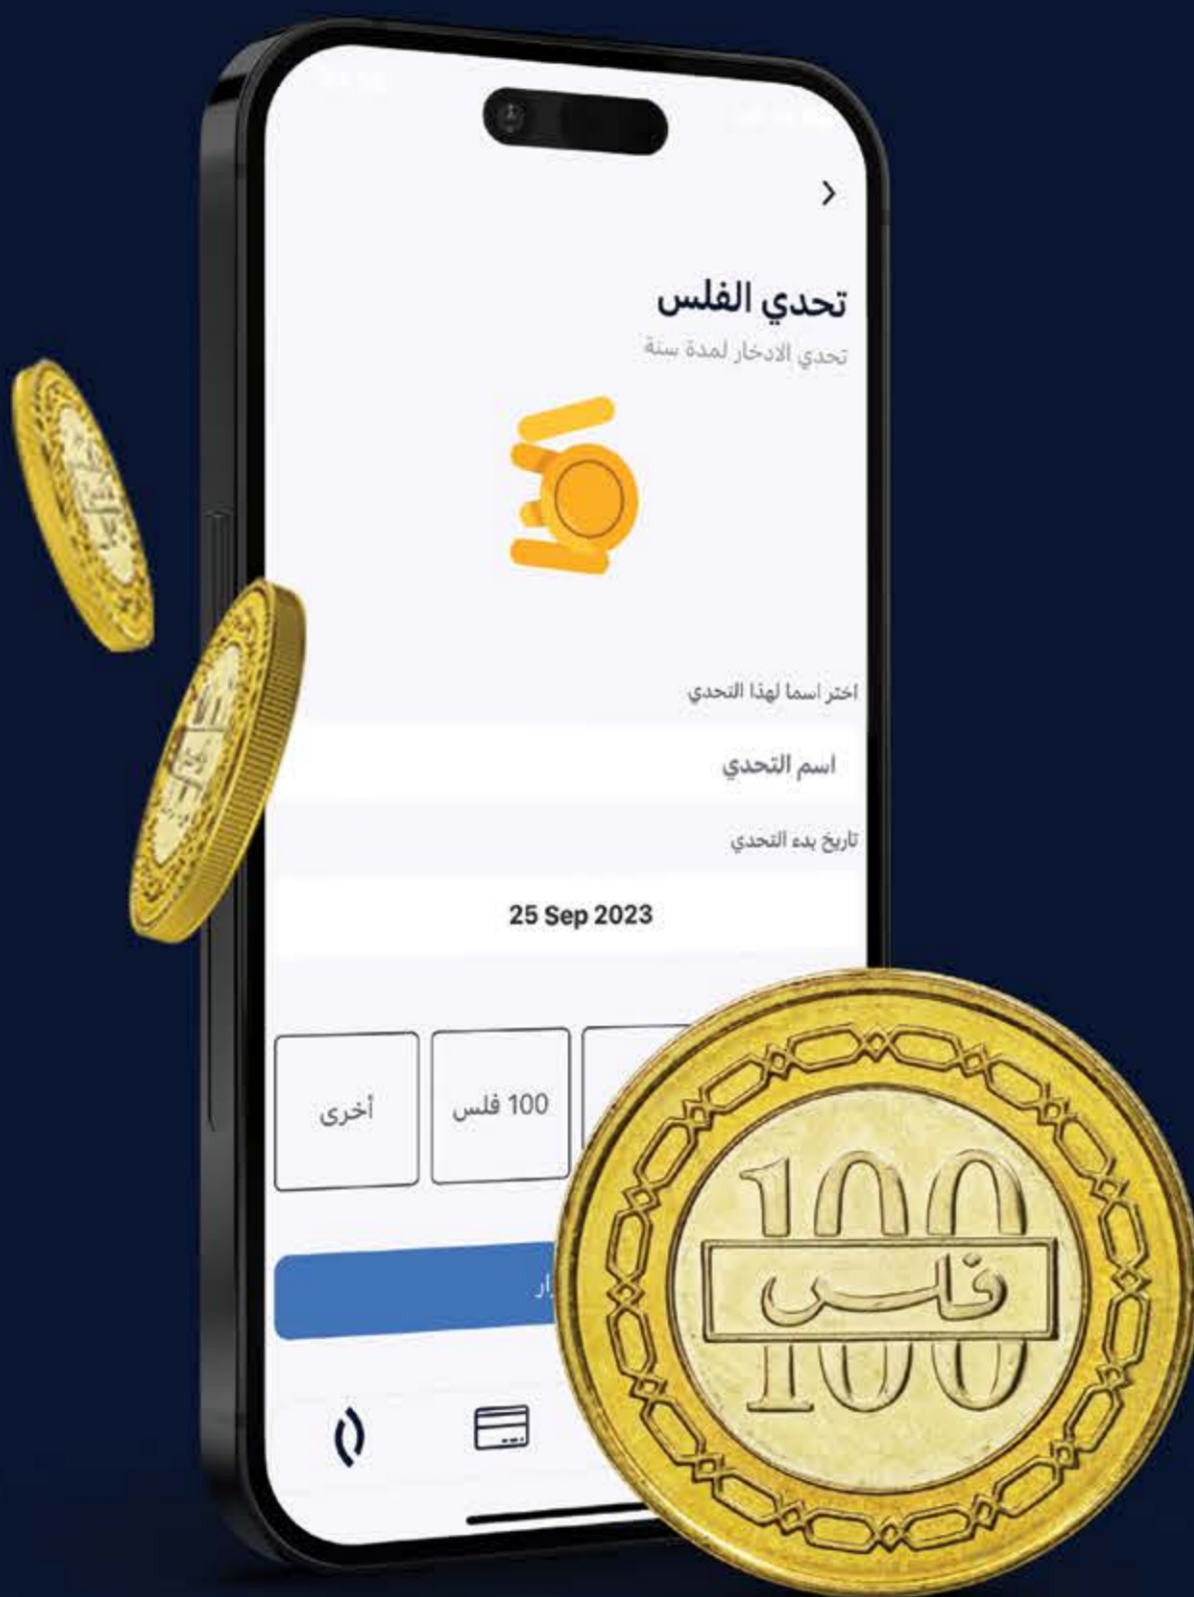 تحدي الفلس
تحدي الادخار لمدة سنة
اختر اسما لهذا التحدي
اسم التحدي
تاريخ بدء التحدي
25 Sep 2023
100 فلس
أخرى
100
فلس
100